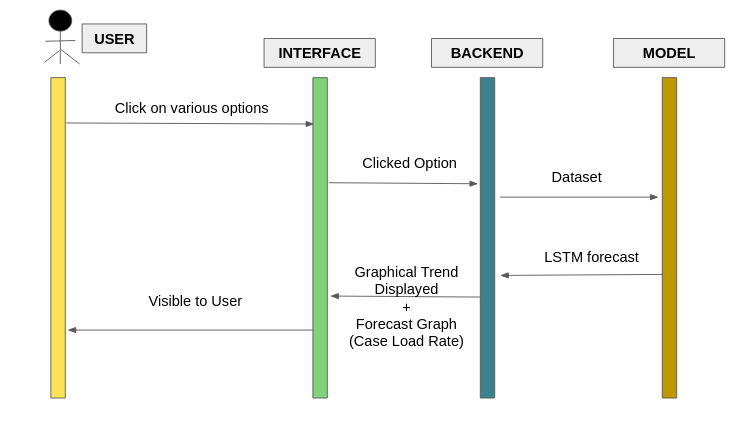 USER
INTERFACE
BACKEND
MODEL
Click on various options
Clicked Option
Dataset
LSTM forecast
Graphical Trend
Displayed
+
Forecast Graph
(Case Load Rate)
Visible to User